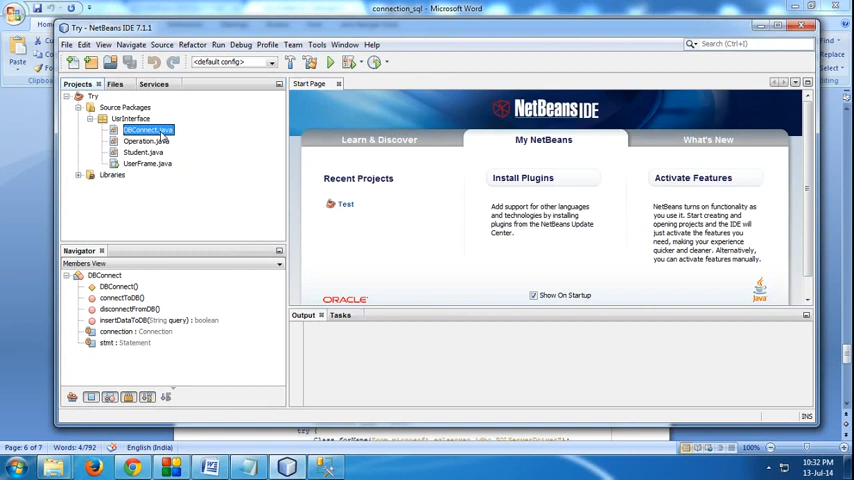 connection_sql - Microsoft Word
Paste
Clipboard
Try - NetBeans IDE 7.1.1
File Edit View Navigate Source Refactor Run Debug Profile Team Tools Window Help
Search (Ctrl+I)
<default config>
Projects Files Services
Start Page
Try
Source Packages
UsrInterface
DBConnect.java
Operation.java
Student.java
UserFrame.java
Libraries
NetBeans IDE
Learn & Discover My NetBeans What's New
Recent Projects
Test
Install Plugins
Add support for other languages
and technologies by installing
plugins from the NetBeans Update
Center.
Activate Features
NetBeans turns on functionality as
you use it. Start creating and
opening projects and the IDE will
just activate the features you
need, making your experience
quicker and cleaner. Alternatively,
you can activate features manually.
ORACLE
Show On Startup
Java
Navigator
Members View
DBConnect
DBConnect()
connectToDB()
disconnectFromDB()
insertDataToDB(String query) : boolean
connection : Connection
stmt : Statement
Output Tasks
INS
try {
Page: 6 of 7 Words: 4/792 English (India) 100%
10:32 PM
13-Jul-14